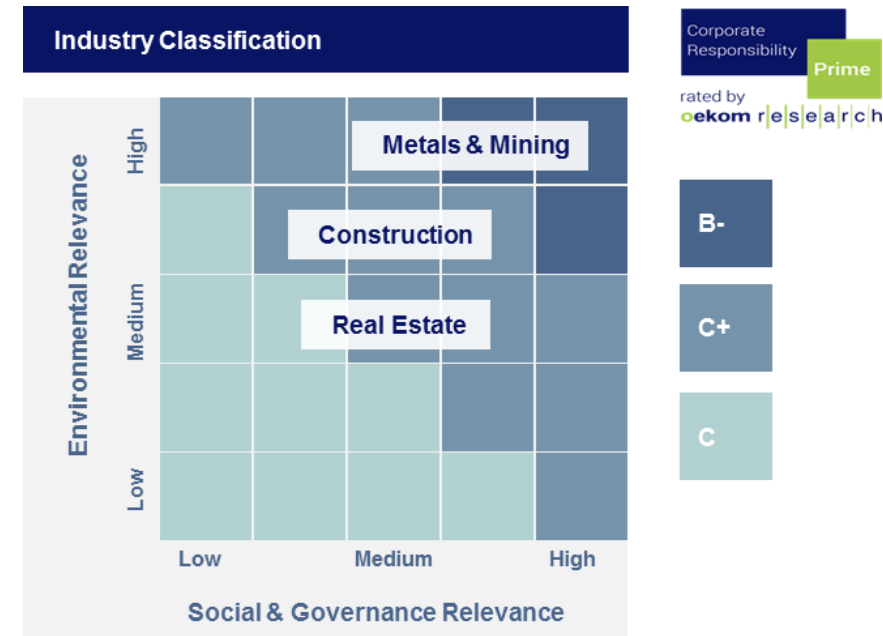 Industry Classification
Corporate
Responsibility
Prime
rated by
oekom r|e|s|e|a|r|c|h
Environmental Relevance
High
Medium
Low
Metals & Mining
Construction
Real Estate
Low Medium High
Social & Governance Relevance
B-
C+
C